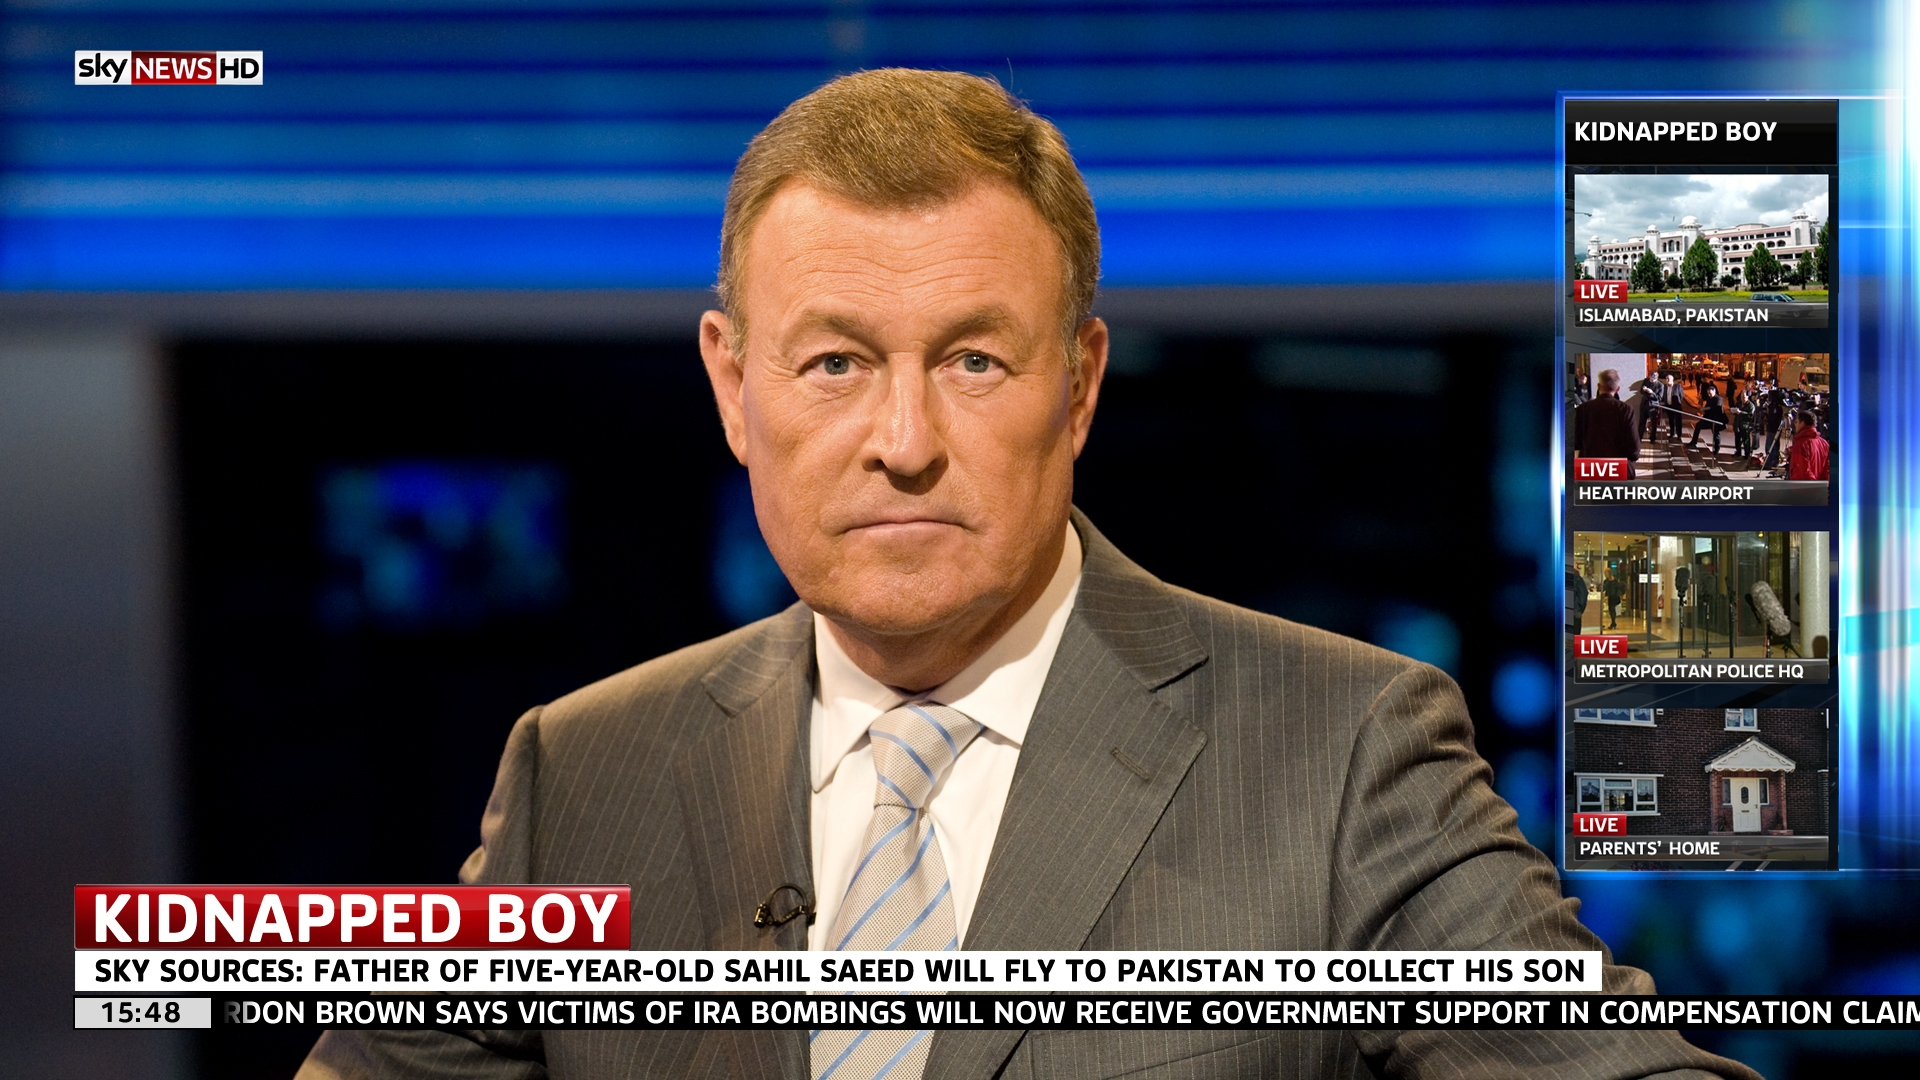 sky NEWS HD
KIDNAPPED BOY
LIVE
ISLAMABAD, PAKISTAN
LIVE
HEATHROW AIRPORT
LIVE
METROPOLITAN POLICE HQ
LIVE
PARENTS' HOME
KIDNAPPED BOY
SKY SOURCES: FATHER OF FIVE-YEAR-OLD SAHIL SAEED WILL FLY TO PAKISTAN TO COLLECT HIS SON
15:48 RDON BROWN SAYS VICTIMS OF IRA BOMBINGS WILL NOW RECEIVE GOVERNMENT SUPPORT IN COMPENSATION CLAIM